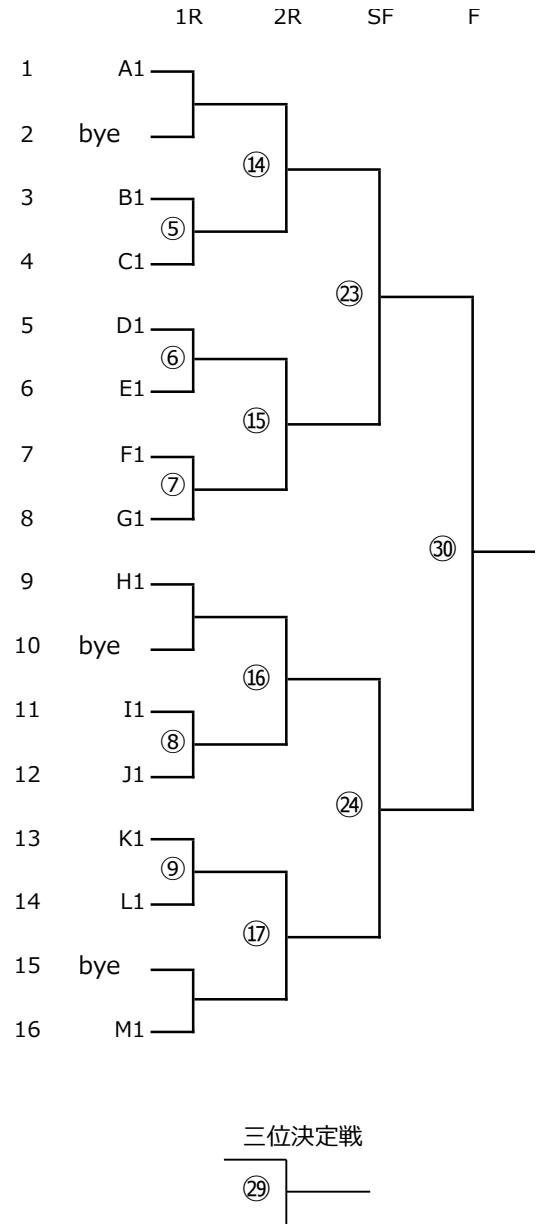 1R 2R SF F
1 A1
2 bye
⑭
3 B1
⑤
4 C1
㉓
5 D1
⑥
6 E1
⑮
7 F1
⑦
8 G1
㉚
9 H1
10 bye
⑯
11 I1
⑧
12 J1
㉔
13 K1
⑨
14 L1
⑰
15 bye
16 M1
三位決定戦
㉙